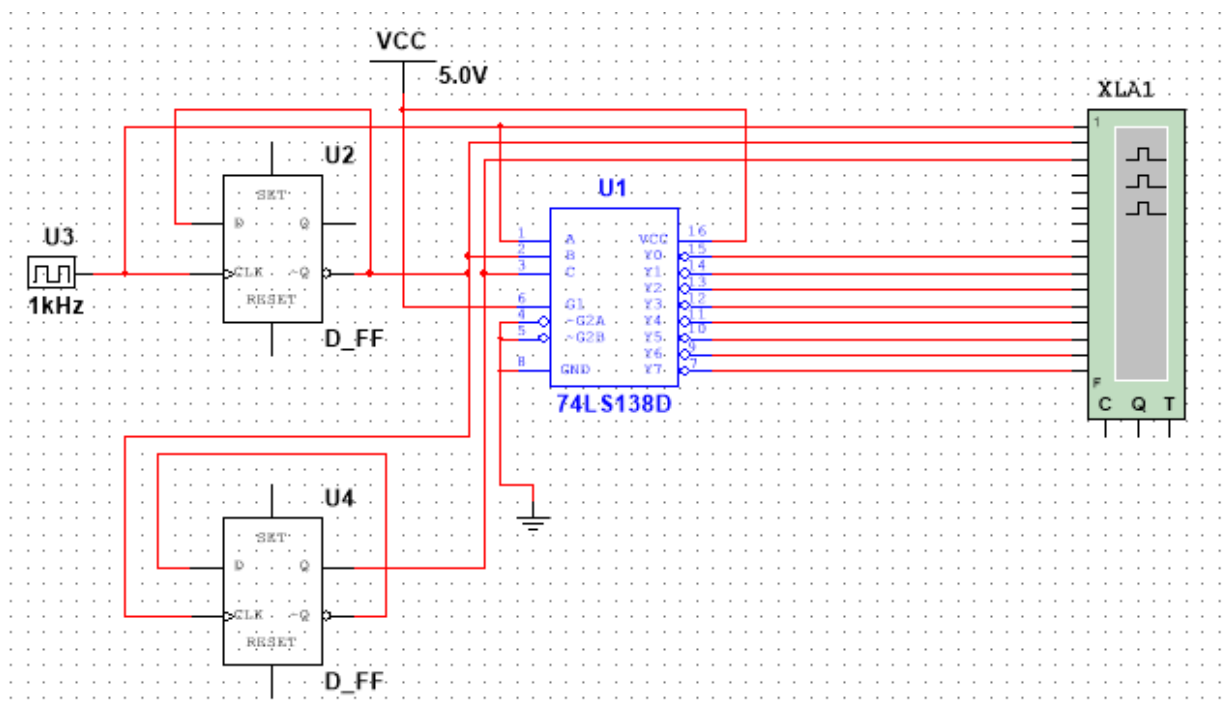 VCC
5.0V
XLA1
U2
SET
D Q
U3
CLK ~Q
1kHz
RESET
D_FF
U1
1 A VCC 16
2 B Y0 15
3 C Y1 14
Y2 13
6 G1 Y3 12
4 ~G2A Y4 11
5 ~G2B Y5 10
Y6 9
8 GND Y7 7
74LS138D
1
F
C Q T
U4
SET
D Q
CLK ~Q
RESET
D_FF